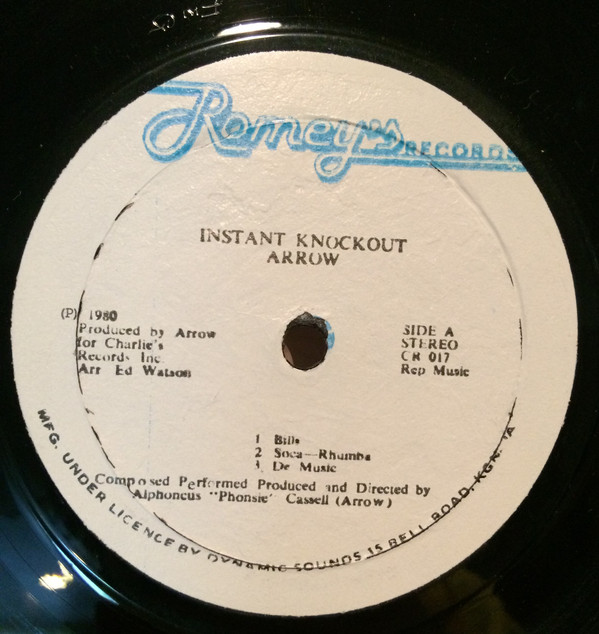 Romey's RECORDS
INSTANT KNOCKOUT
ARROW
(P) 1980
Produced by Arrow
for Charlie's
Records Inc.
Arr Ed Watson
SIDE A
STEREO
CR 017
Rep Music
1 Bills
2 Soca—Rhumba
3. De Music
Composed Performed Produced and Directed by
Alphoncus "Phonsie" Cassell (Arrow)
MFG. UNDER LICENCE BY DYNAMIC SOUNDS 15 BELL ROAD, KGN. JA